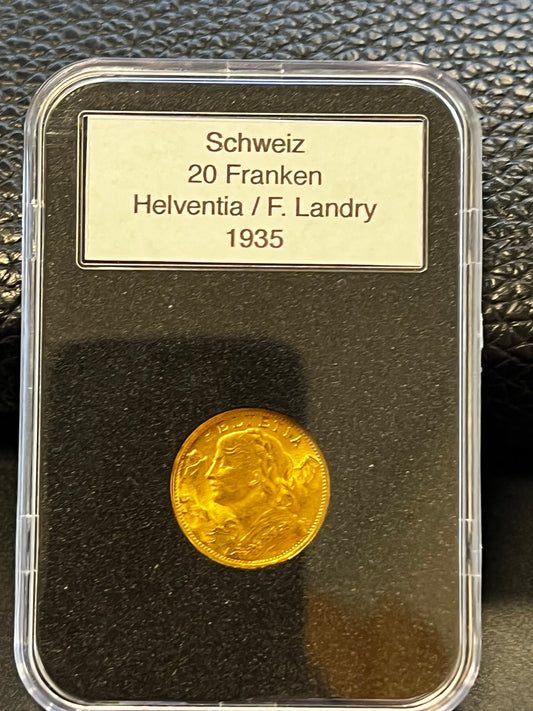 Schweiz
20 Franken
Helventia / F. Landry
1935
HELVETIA